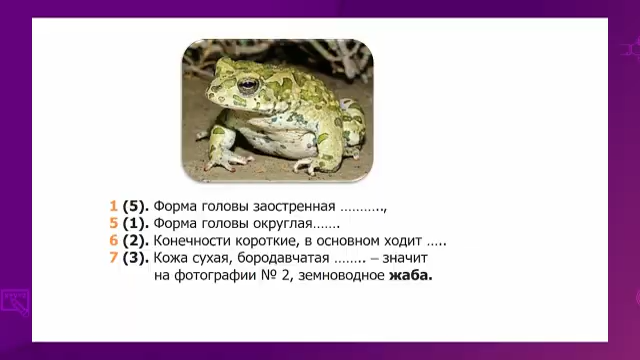 1 (5). Форма головы заостренная ………..,
5 (1). Форма головы округлая…….
6 (2). Конечности короткие, в основном ходит …..
7 (3). Кожа сухая, бородавчатая …….. – значит
на фотографии № 2, земноводное жаба.